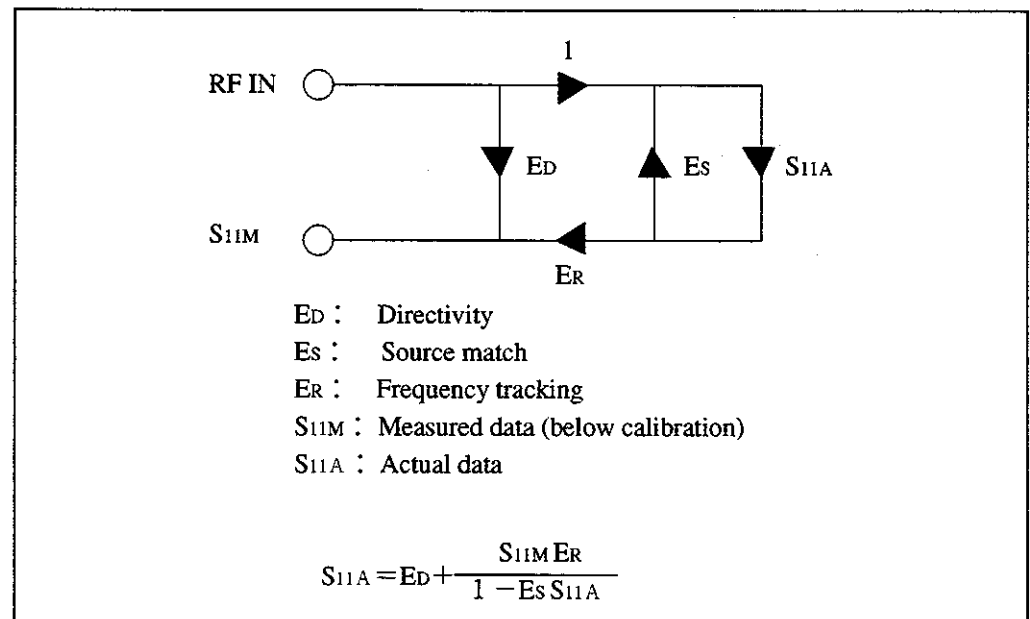 1
RF IN
ED
ES
S11A
S11M
ER
ED : Directivity
ES : Source match
ER : Frequency tracking
S11M : Measured data (below calibration)
S11A : Actual data
S11A = ED + S11M ER / 1 - ES S11A